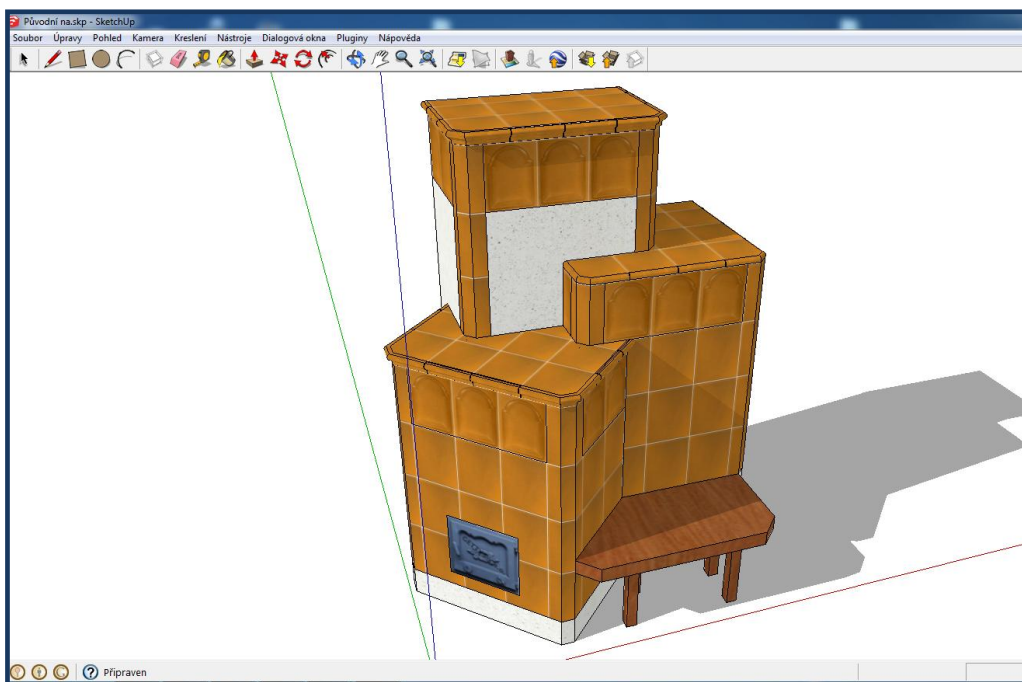 Původní na.skp - SketchUp
Soubor Úpravy Pohled Kamera Kreslení Nástroje Dialogová okna Pluginy Nápověda
Připraven